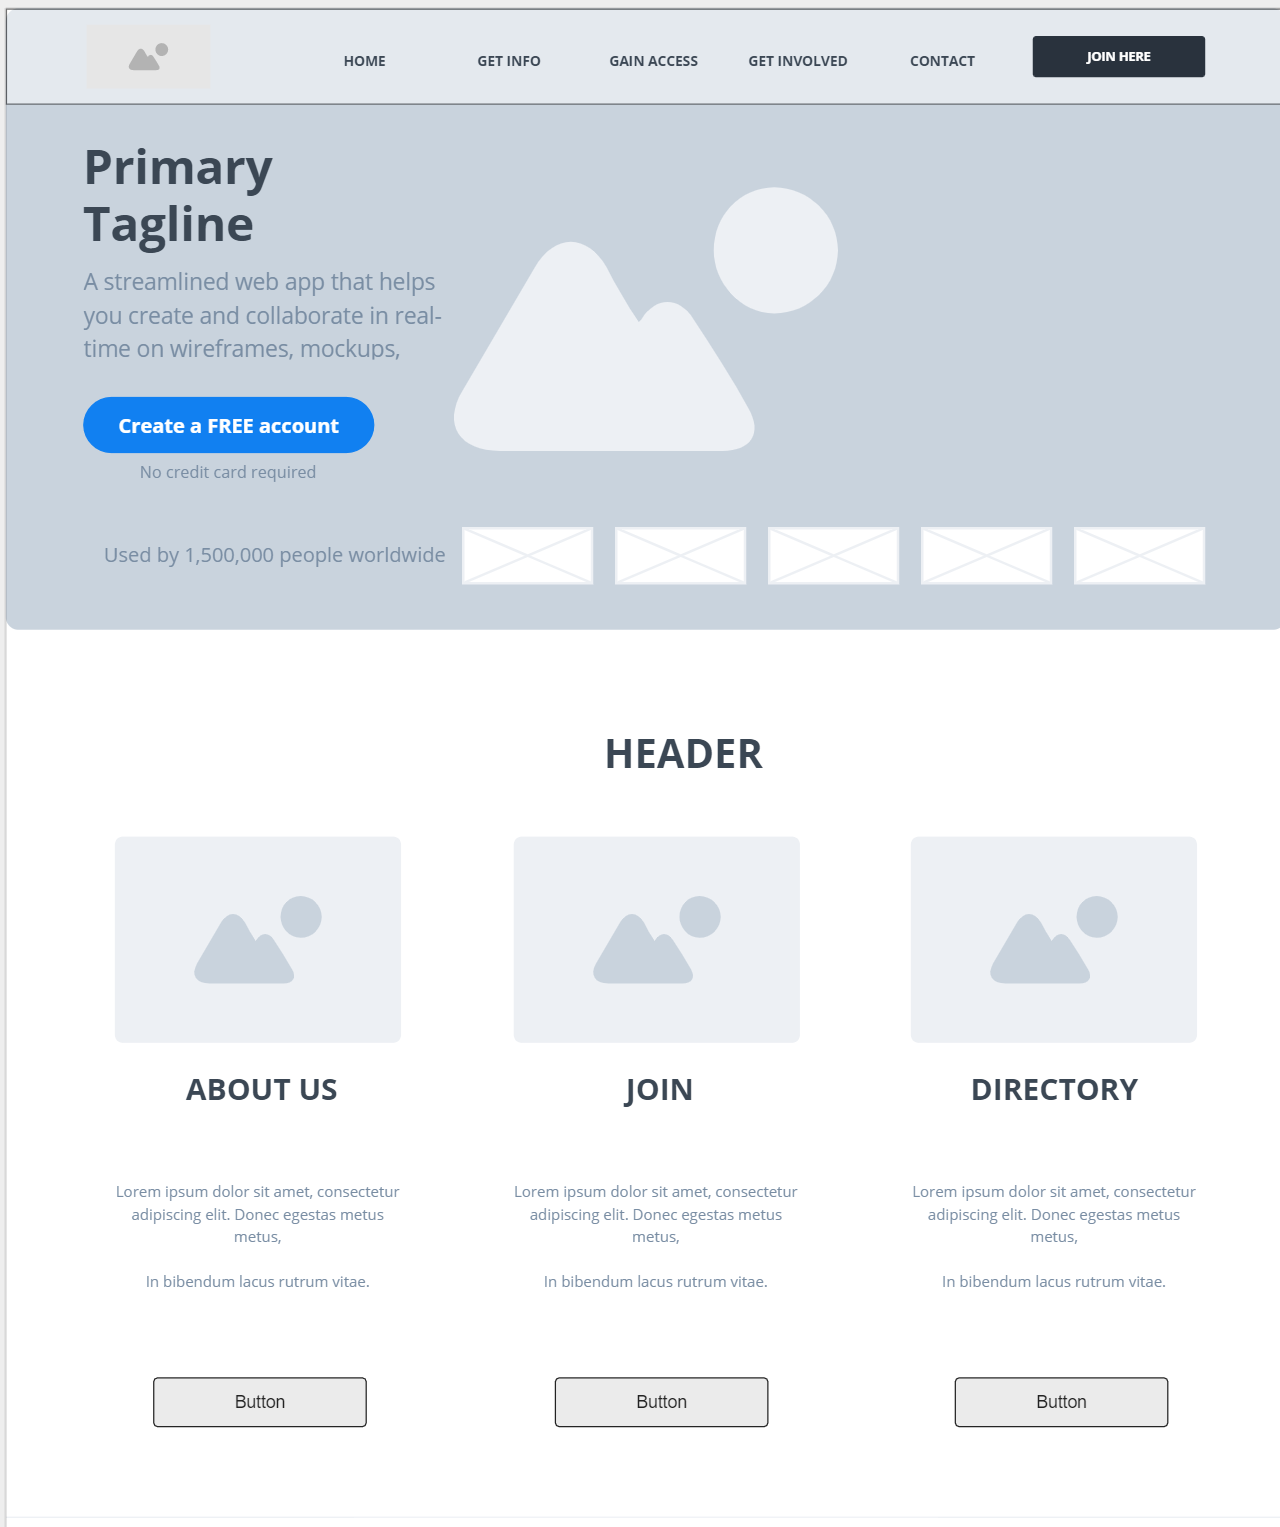 HOME GET INFO GAIN ACCESS GET INVOLVED CONTACT JOIN HERE
Primary
Tagline
A streamlined web app that helps
you create and collaborate in real-
time on wireframes, mockups,
Create a FREE account
No credit card required
Used by 1,500,000 people worldwide
HEADER
ABOUT US
Lorem ipsum dolor sit amet, consectetur
adipiscing elit. Donec egestas metus
metus,
In bibendum lacus rutrum vitae.
Button
JOIN
Lorem ipsum dolor sit amet, consectetur
adipiscing elit. Donec egestas metus
metus,
In bibendum lacus rutrum vitae.
Button
DIRECTORY
Lorem ipsum dolor sit amet, consectetur
adipiscing elit. Donec egestas metus
metus,
In bibendum lacus rutrum vitae.
Button